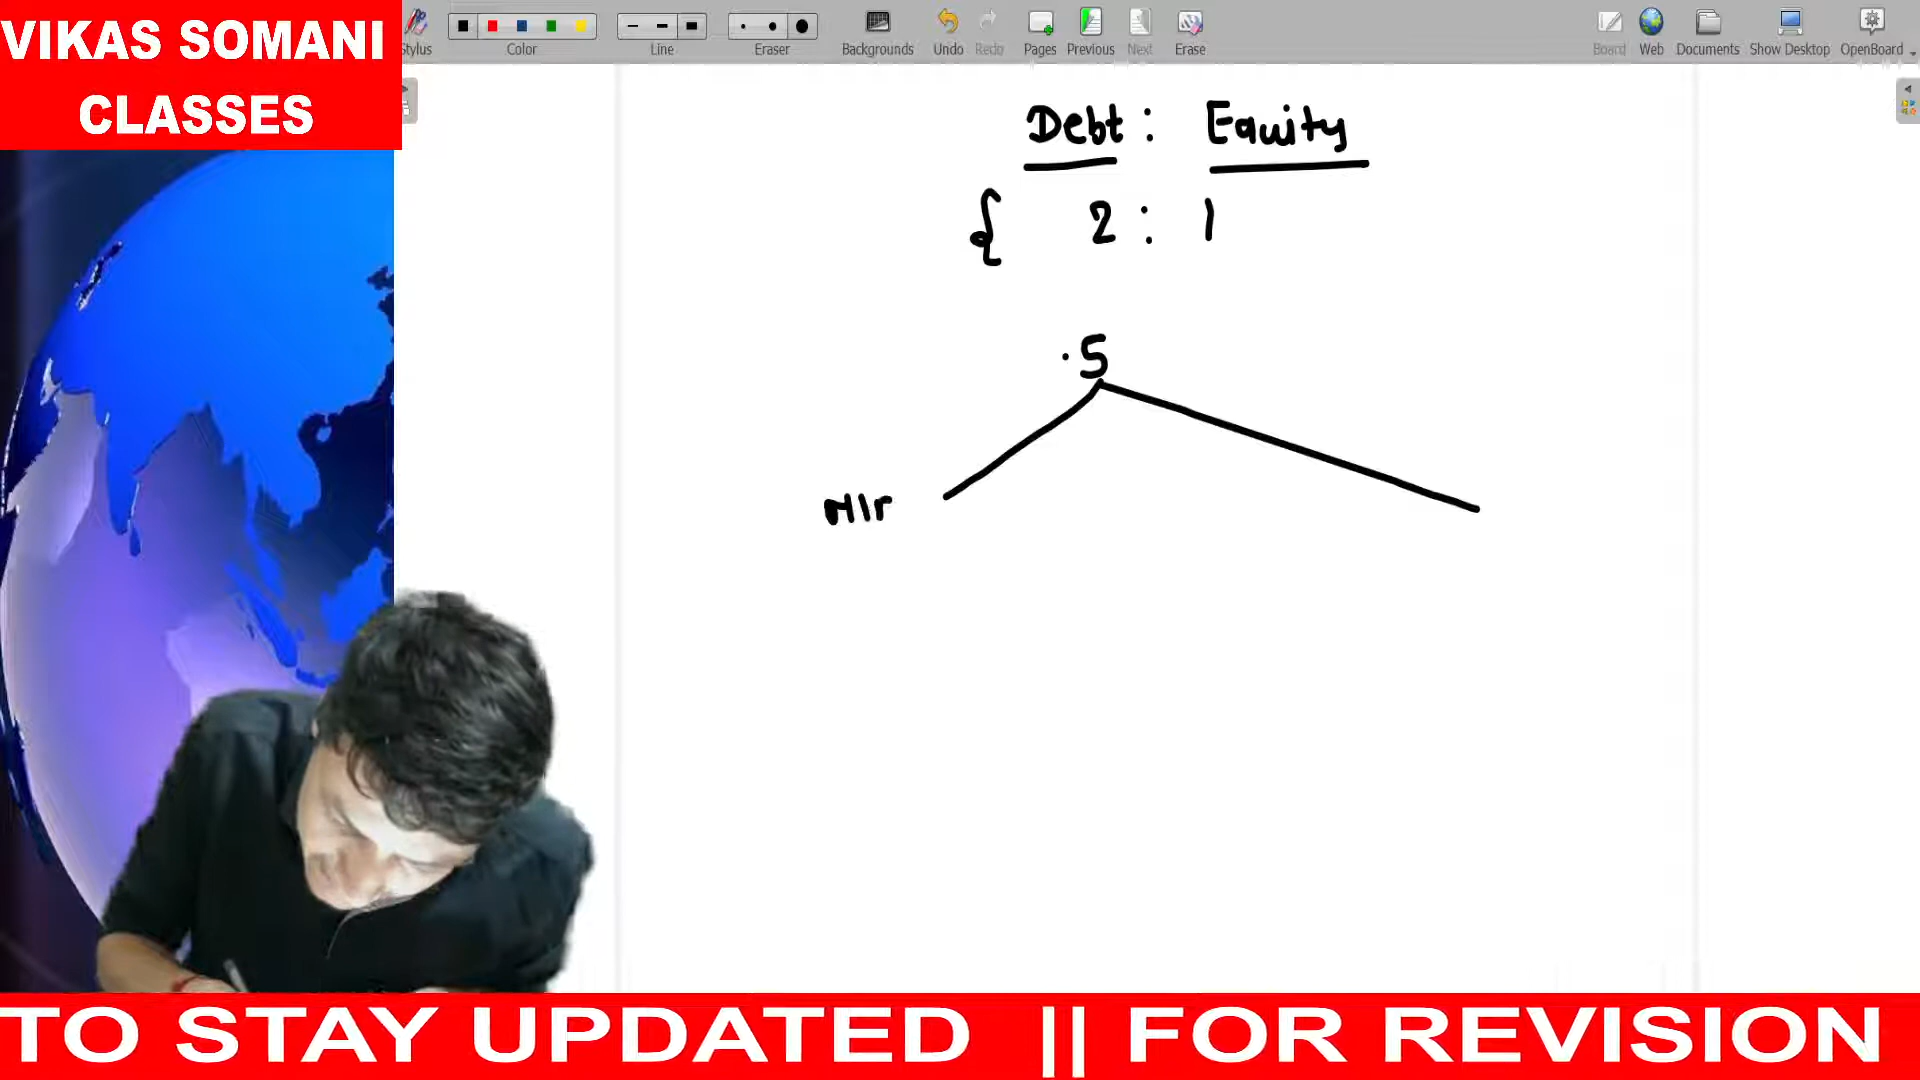 VIKAS SOMANI
CLASSES
Stylus
Color
Line
Eraser
Backgrounds
Undo
Redo
Pages
Previous
Next
Erase
Board
Web
Documents
Show Desktop
OpenBoard
Debt : Equity
{ 2 : 1
.5
N/r
TO STAY UPDATED || FOR REVISION